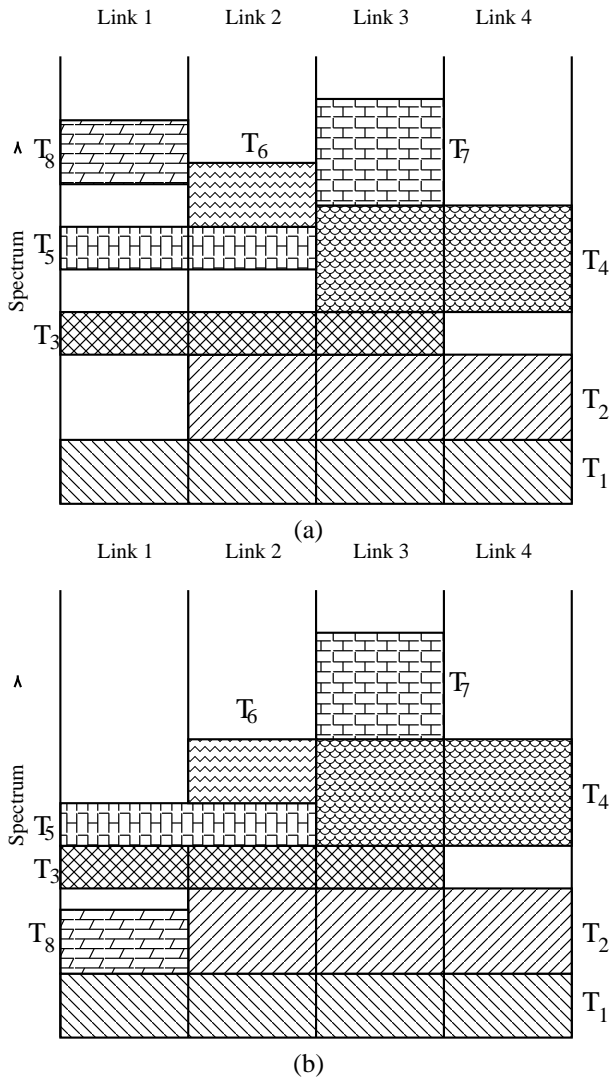 Link 1 Link 2 Link 3 Link 4
T8 T6 T7
Spectrum
T5 T4
T3
T2
T1
(a)
Link 1 Link 2 Link 3 Link 4
T6 T7
Spectrum
T5 T4
T3
T8 T2
T1
(b)